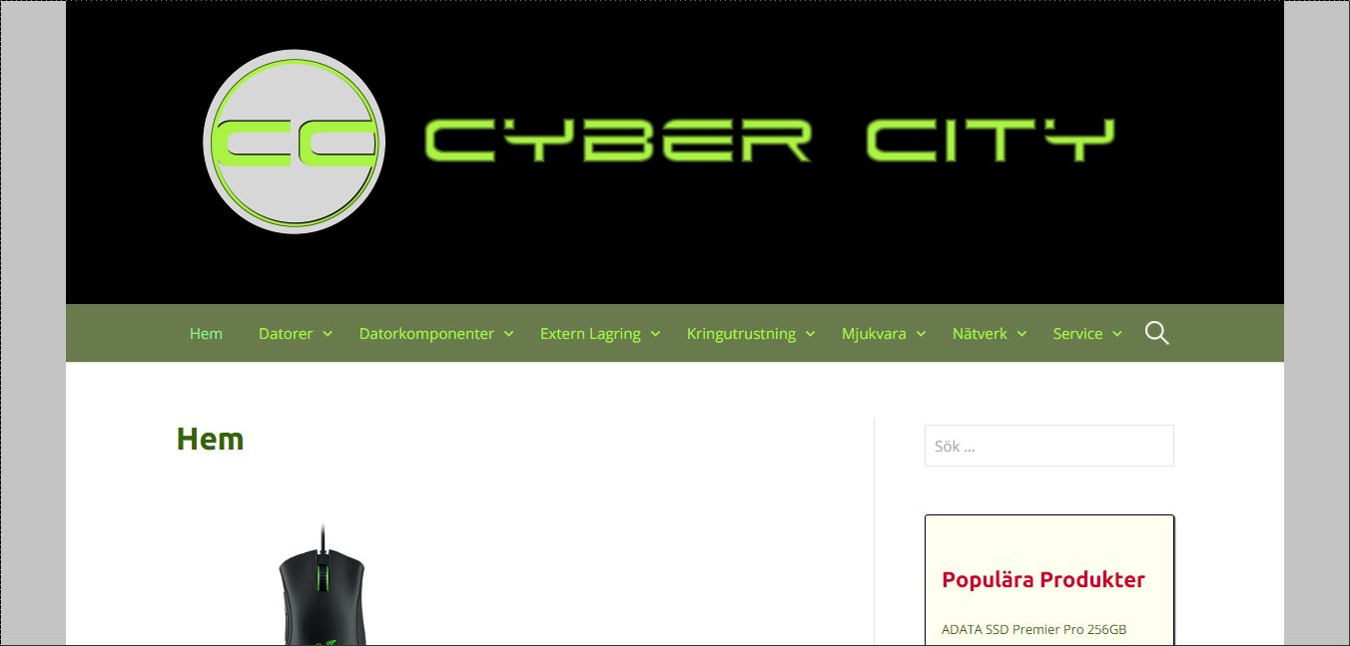 CC CYBER CITY
Hem Datorer Datorkomponenter Extern Lagring Kringutrustning Mjukvara Nätverk Service
Hem
Sök ...
Populära Produkter
ADATA SSD Premier Pro 256GB